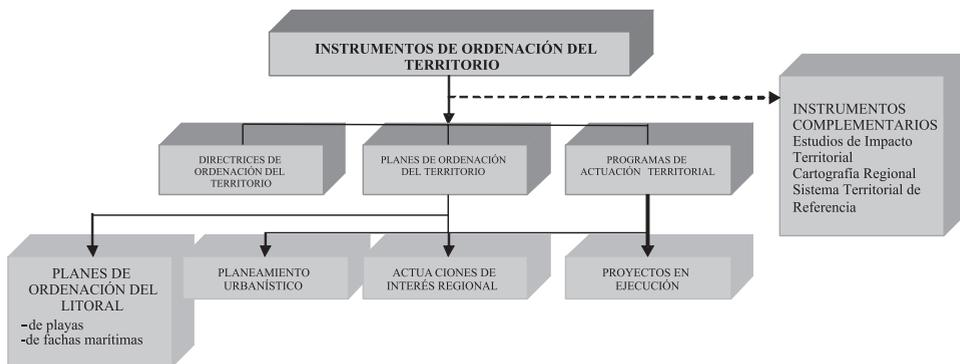 INSTRUMENTOS DE ORDENACIÓN DEL
TERRITORIO
INSTRUMENTOS
COMPLEMENTARIOS
Estudios de Impacto
Territorial
Cartografía Regional
Sistema Territorial de
Referencia
DIRECTRICES DE
ORDENACIÓN DEL
TERRITORIO
PLANES DE ORDENACIÓN
DEL TERRITORIO
PROGRAMAS DE
ACTUACIÓN TERRITORIAL
PLANES DE
ORDENACIÓN DEL
LITORAL
-de playas
-de fachas marítimas
PLANEAMIENTO
URBANÍSTICO
ACTUA CIONES DE
INTERÉS REGIONAL
PROYECTOS EN
EJECUCIÓN